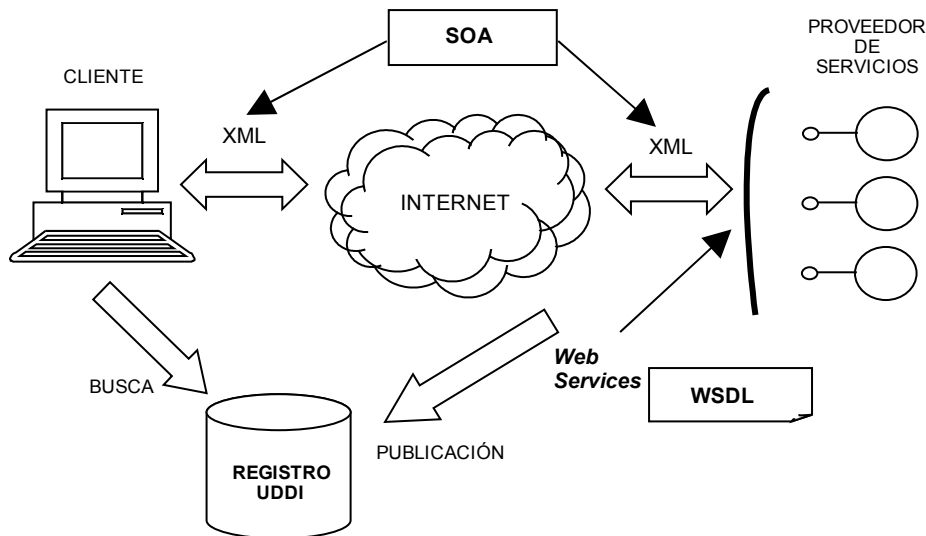 SOA
PROVEEDOR
DE
SERVICIOS
CLIENTE
XML
XML
INTERNET
Web
Services
WSDL
BUSCA
PUBLICACIÓN
REGISTRO
UDDI